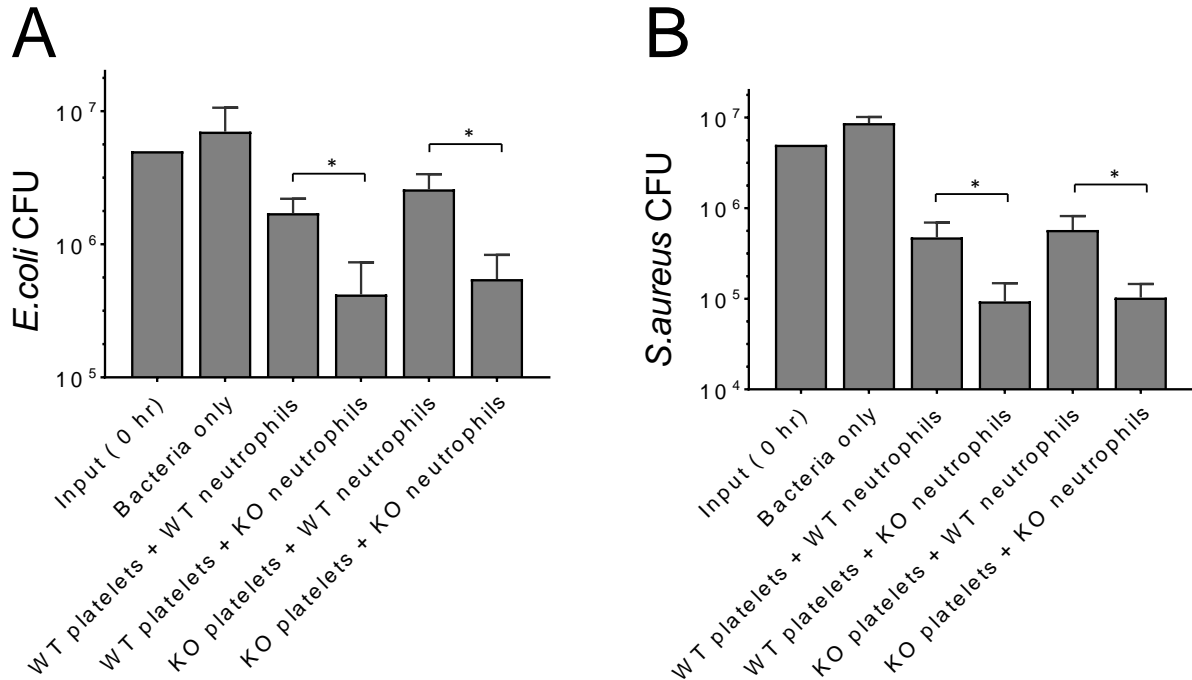 A
E.coli CFU
10⁷
10⁶
10⁵
*
*
Input ( 0 hr)
Bacteria only
WT platelets + WT neutrophils
WT platelets + KO neutrophils
KO platelets + WT neutrophils
KO platelets + KO neutrophils
B
S.aureus CFU
10⁷
10⁶
10⁵
10⁴
*
*
Input ( 0 hr)
Bacteria only
WT platelets + WT neutrophils
WT platelets + KO neutrophils
KO platelets + WT neutrophils
KO platelets + KO neutrophils